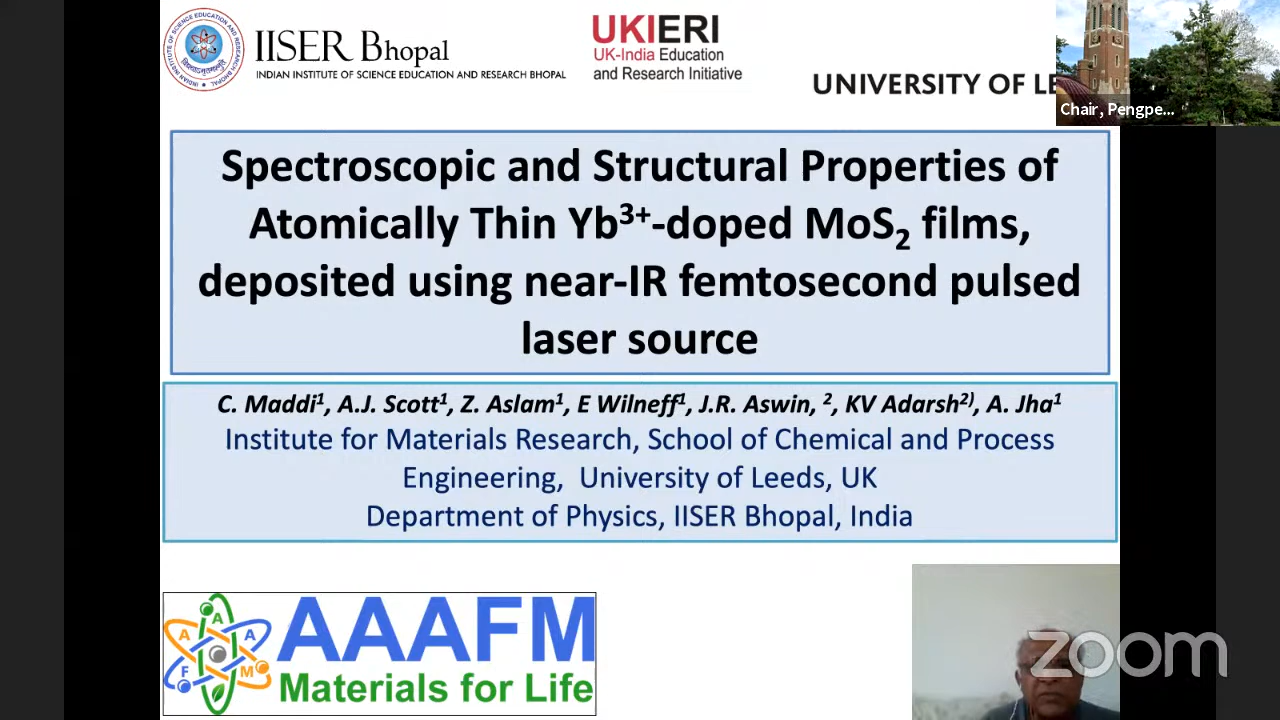 IISER Bhopal
INDIAN INSTITUTE OF SCIENCE EDUCATION AND RESEARCH BHOPAL
UKIERI
UK-India Education
and Research Initiative
UNIVERSITY OF LE
Chair, Pengpe...
Spectroscopic and Structural Properties of
Atomically Thin Yb³⁺-doped MoS₂ films,
deposited using near-IR femtosecond pulsed
laser source
C. Maddi¹, A.J. Scott¹, Z. Aslam¹, E Wilneff¹, J.R. Aswin, ², KV Adarsh²⁾, A. Jha¹
Institute for Materials Research, School of Chemical and Process
Engineering, University of Leeds, UK
Department of Physics, IISER Bhopal, India
A A A F M
AAAFM
Materials for Life
zoom